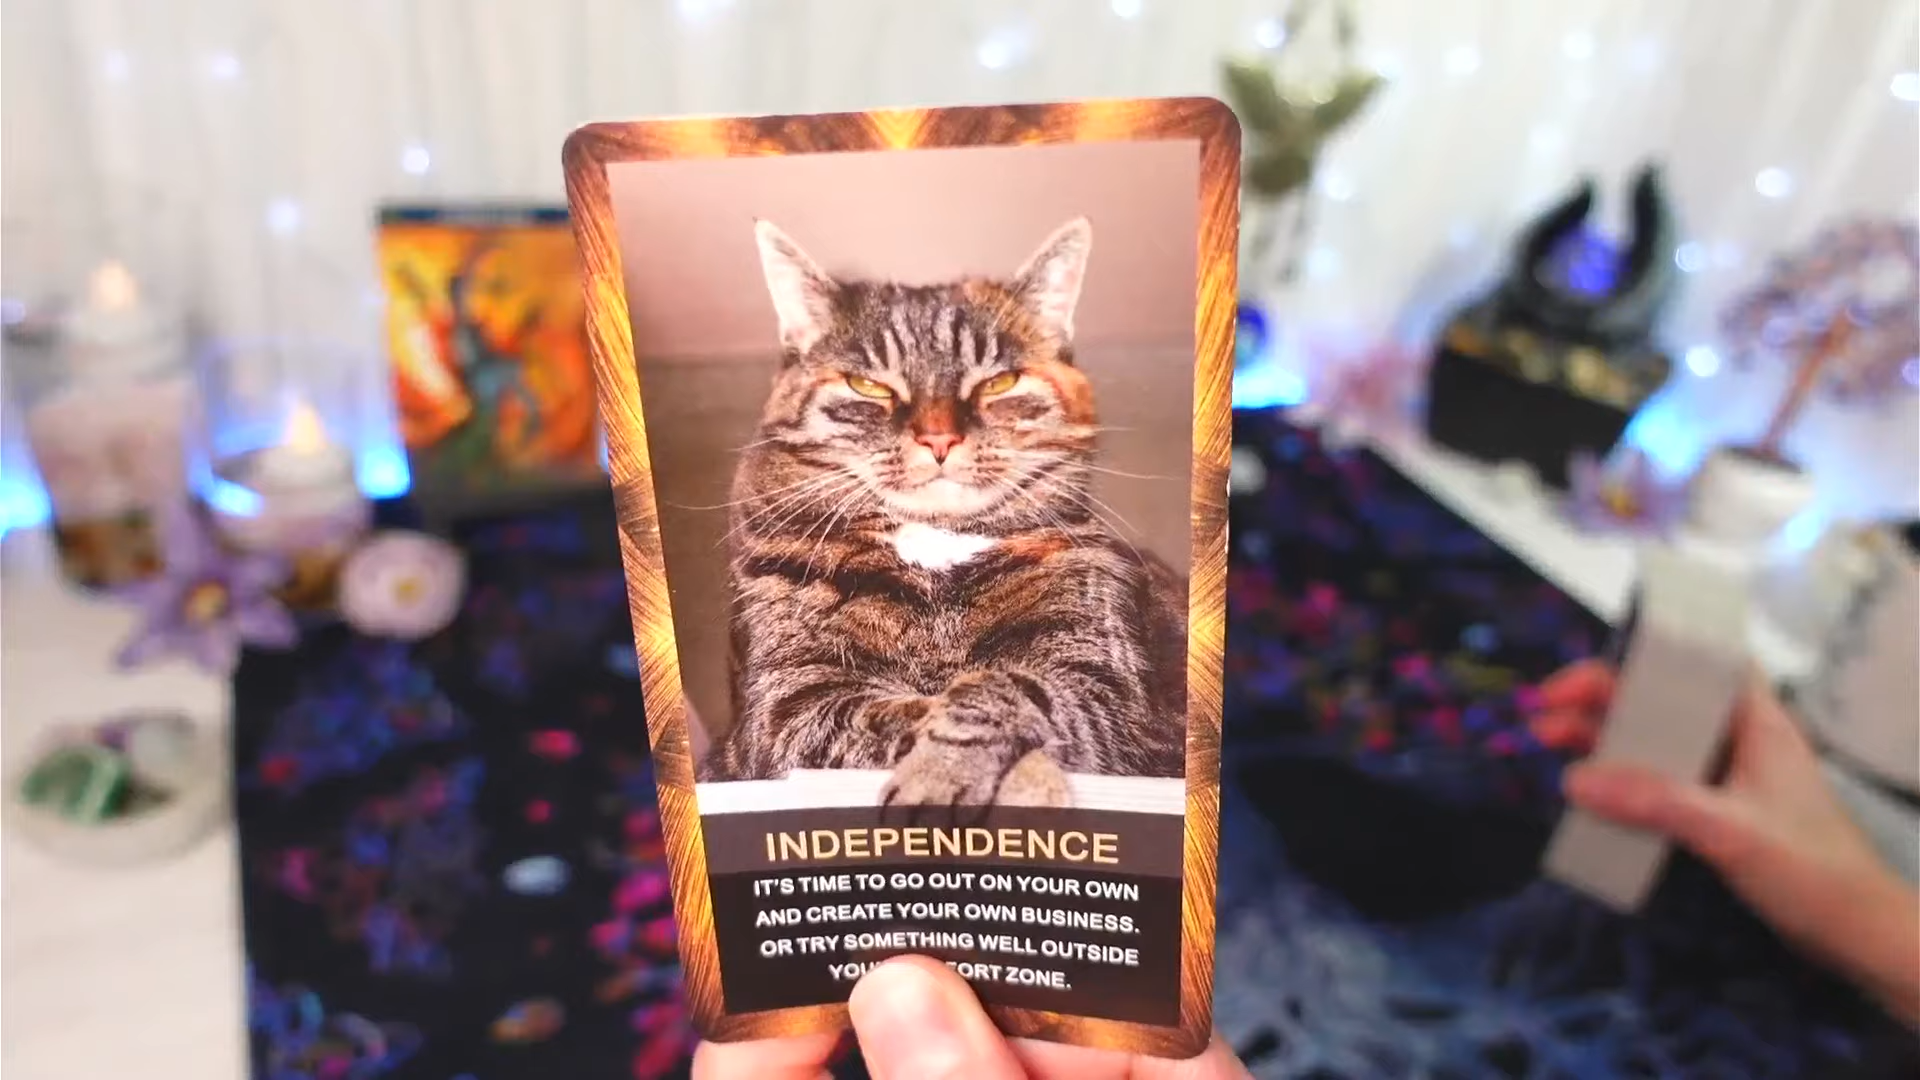 INDEPENDENCE
IT'S TIME TO GO OUT ON YOUR OWN
AND CREATE YOUR OWN BUSINESS.
OR TRY SOMETHING WELL OUTSIDE
ZONE.